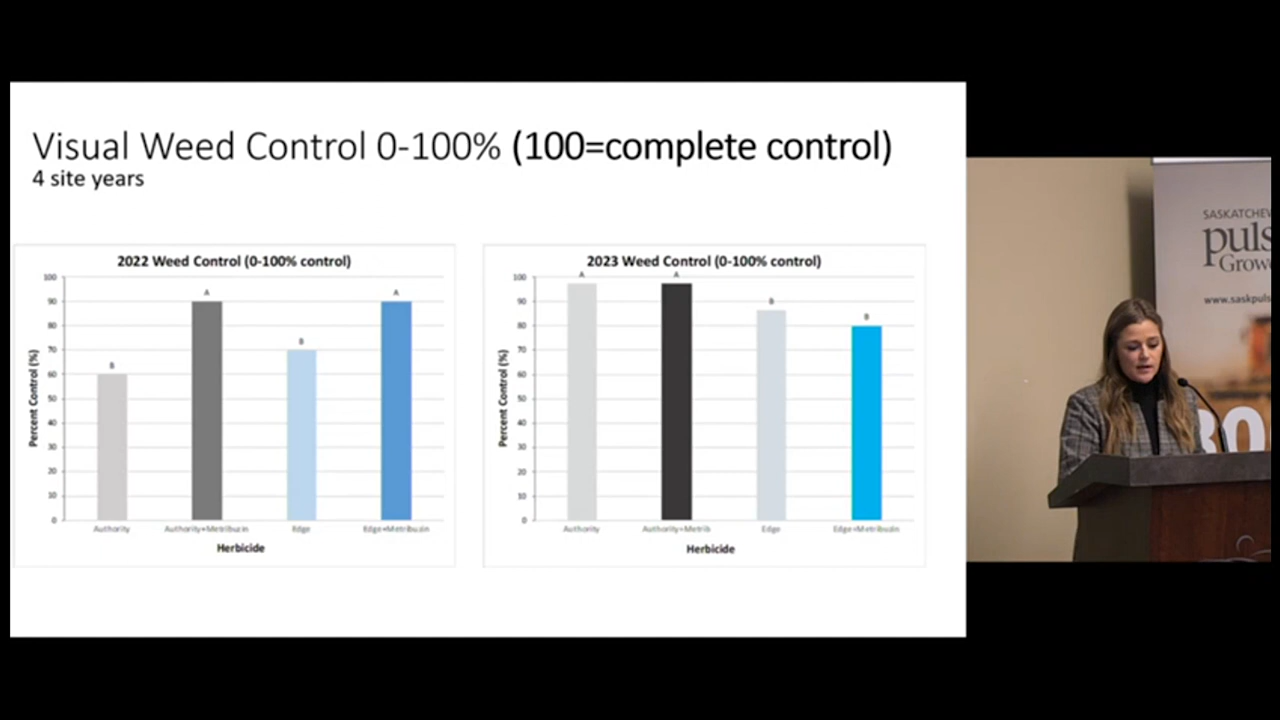 Visual Weed Control 0-100% (100=complete control)
4 site years
2022 Weed Control (0-100% control)
A
A
B
B
100
90
80
70
60
50
40
30
20
10
0
Percent Control (%)
Authority
Authority+Metribuzin
Edge
Edge+Metribuzin
Herbicide
2023 Weed Control (0-100% control)
A
A
B
B
100
90
80
70
60
50
40
30
20
10
0
Percent Control (%)
Authority
Authority+Metrib
Edge
Edge+Metribuzin
Herbicide
SASKATCHEW
puls
Growe
www.saskpuls